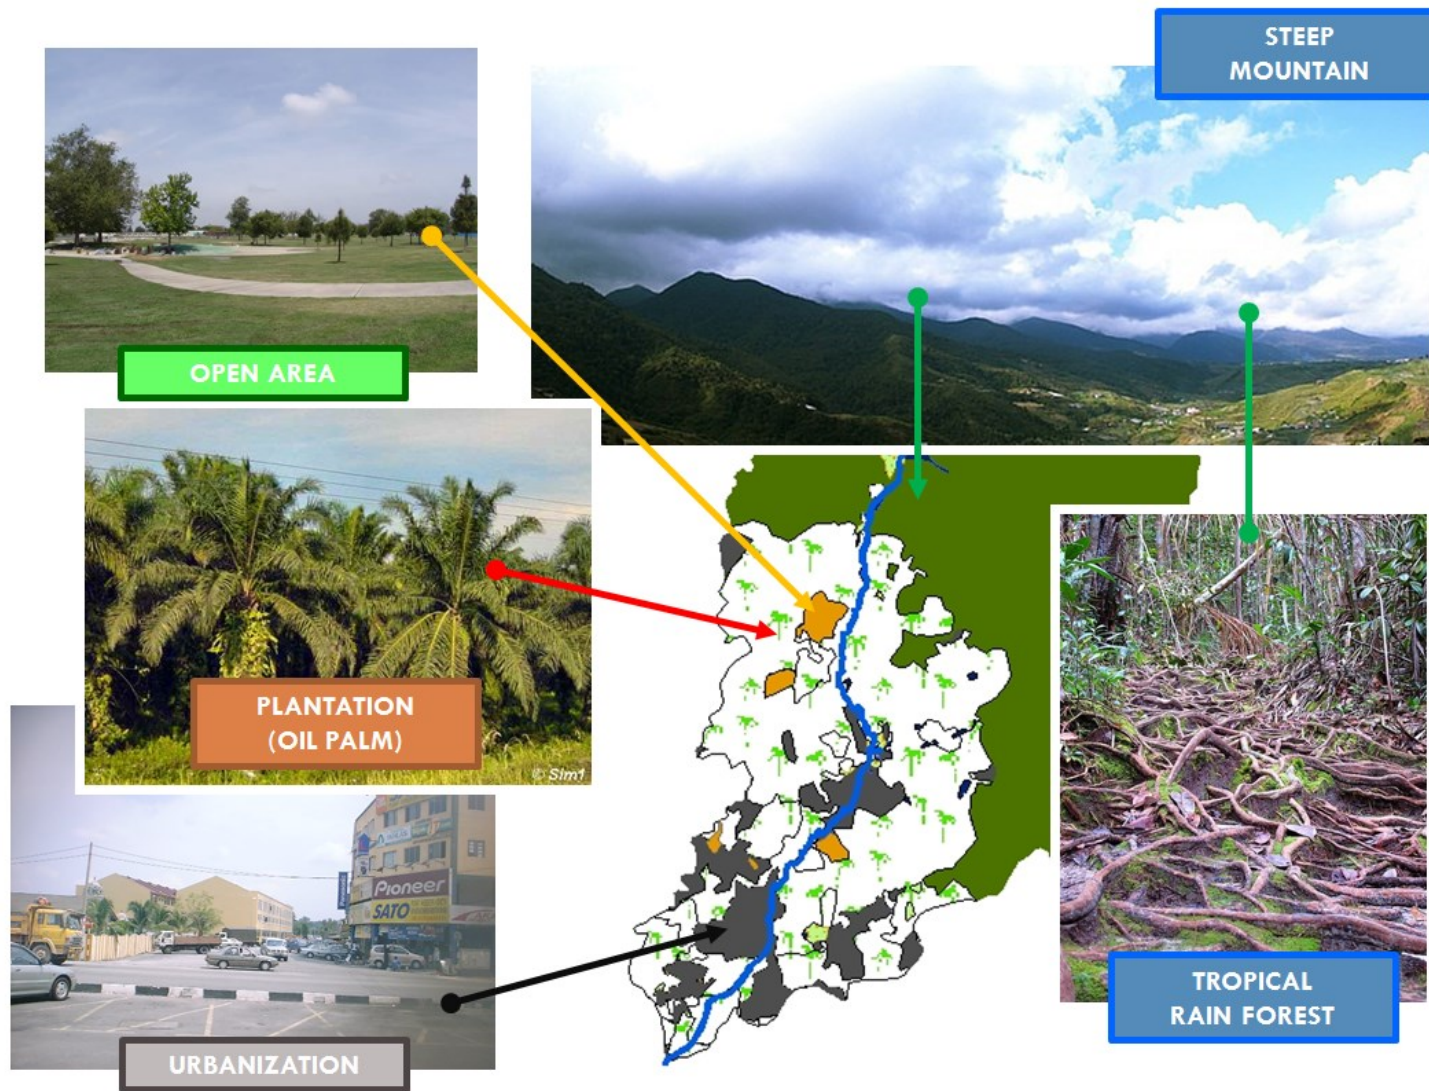 STEEP
MOUNTAIN
OPEN AREA
PLANTATION
(OIL PALM)
© Sim1
Pioneer
SATO
TROPICAL
RAIN FOREST
URBANIZATION